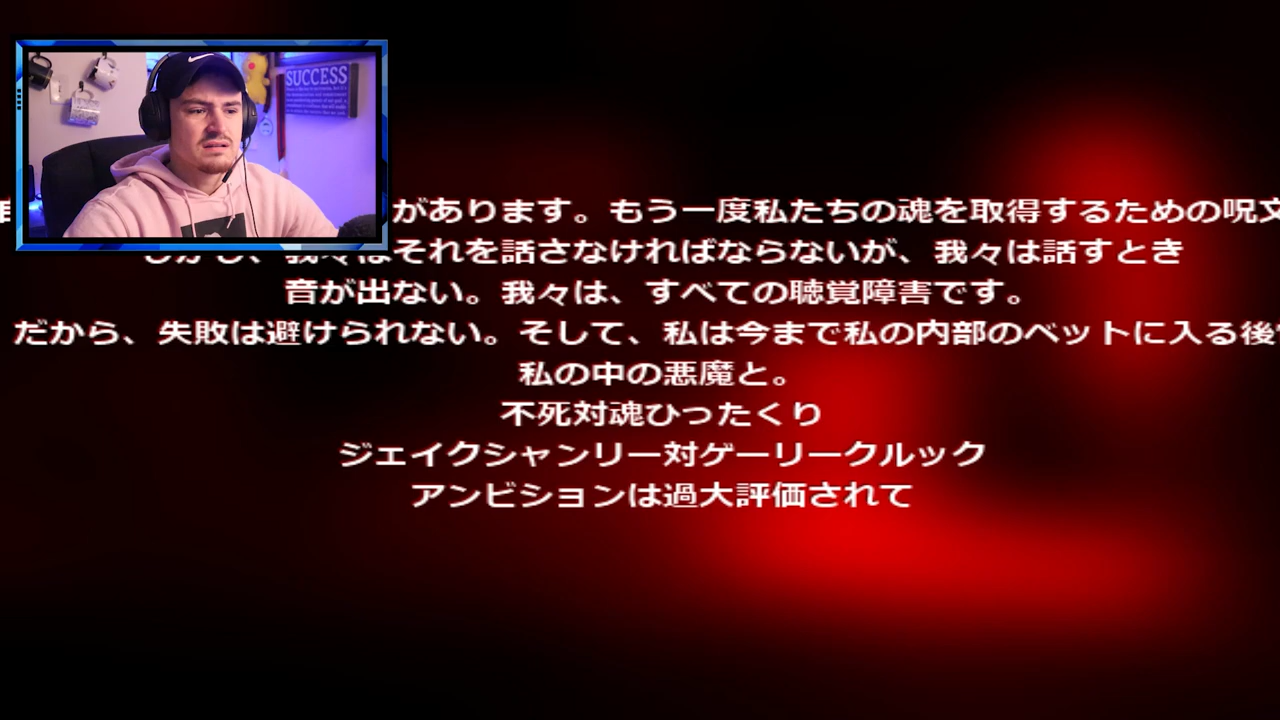 SUCCESS
があります。もう一度私たちの魂を取得するための呪文
しかし、我々はそれを話さなければならないが、我々は話すとき
音が出ない。我々は、すべての聴覚障害です。
だから、失敗は避けられない。そして、私は今まで私の内部のベットに入る後
私の中の悪魔と。
不死対魂ひったくり
ジェイクシャンリー対ゲーリークルック
アンビションは過大評価されて